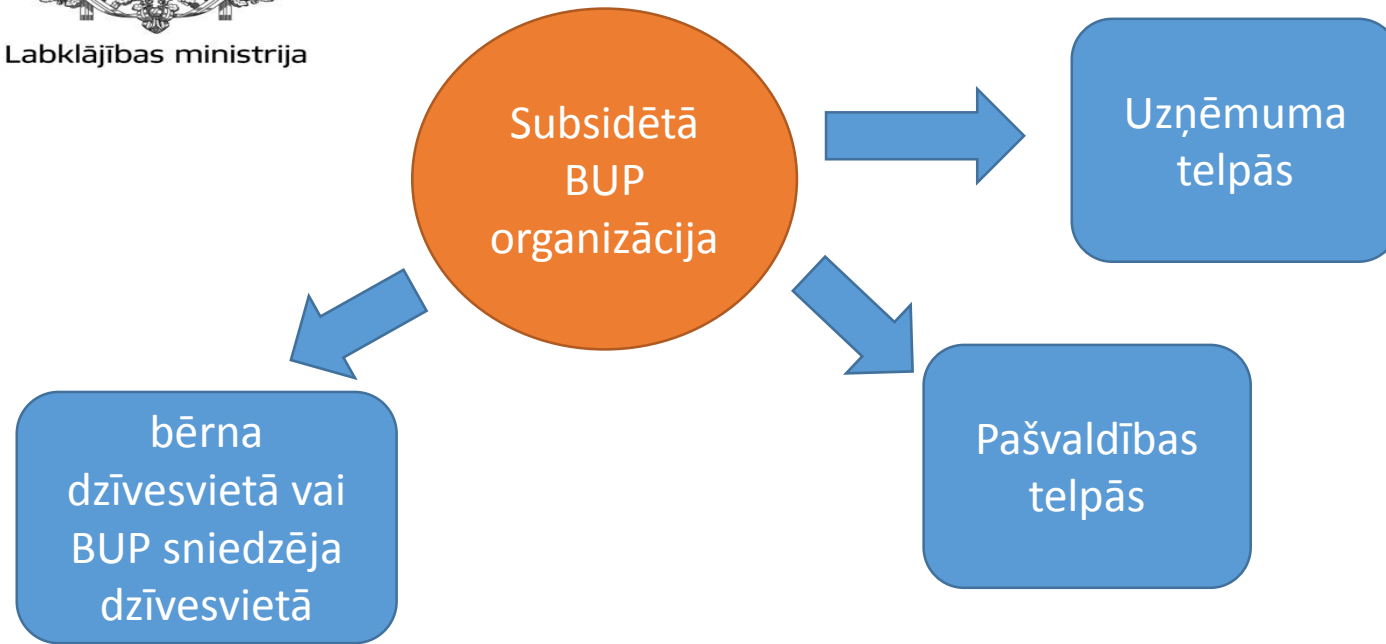 Labklājības ministrija
Subsidētā
BUP
organizācija
Uzņēmuma
telpās
bērna
dzīvesvietā vai
BUP sniedzēja
dzīvesvietā
Pašvaldības
telpās